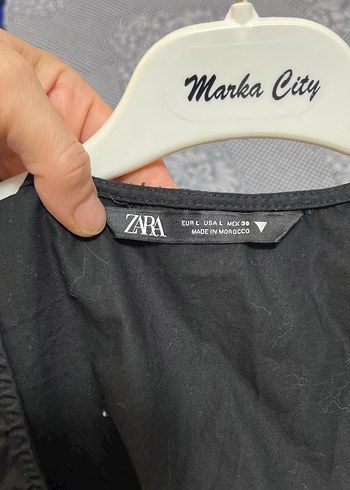 Marka City
ZARA
EUR L USA L MEX 30
MADE IN MOROCCO